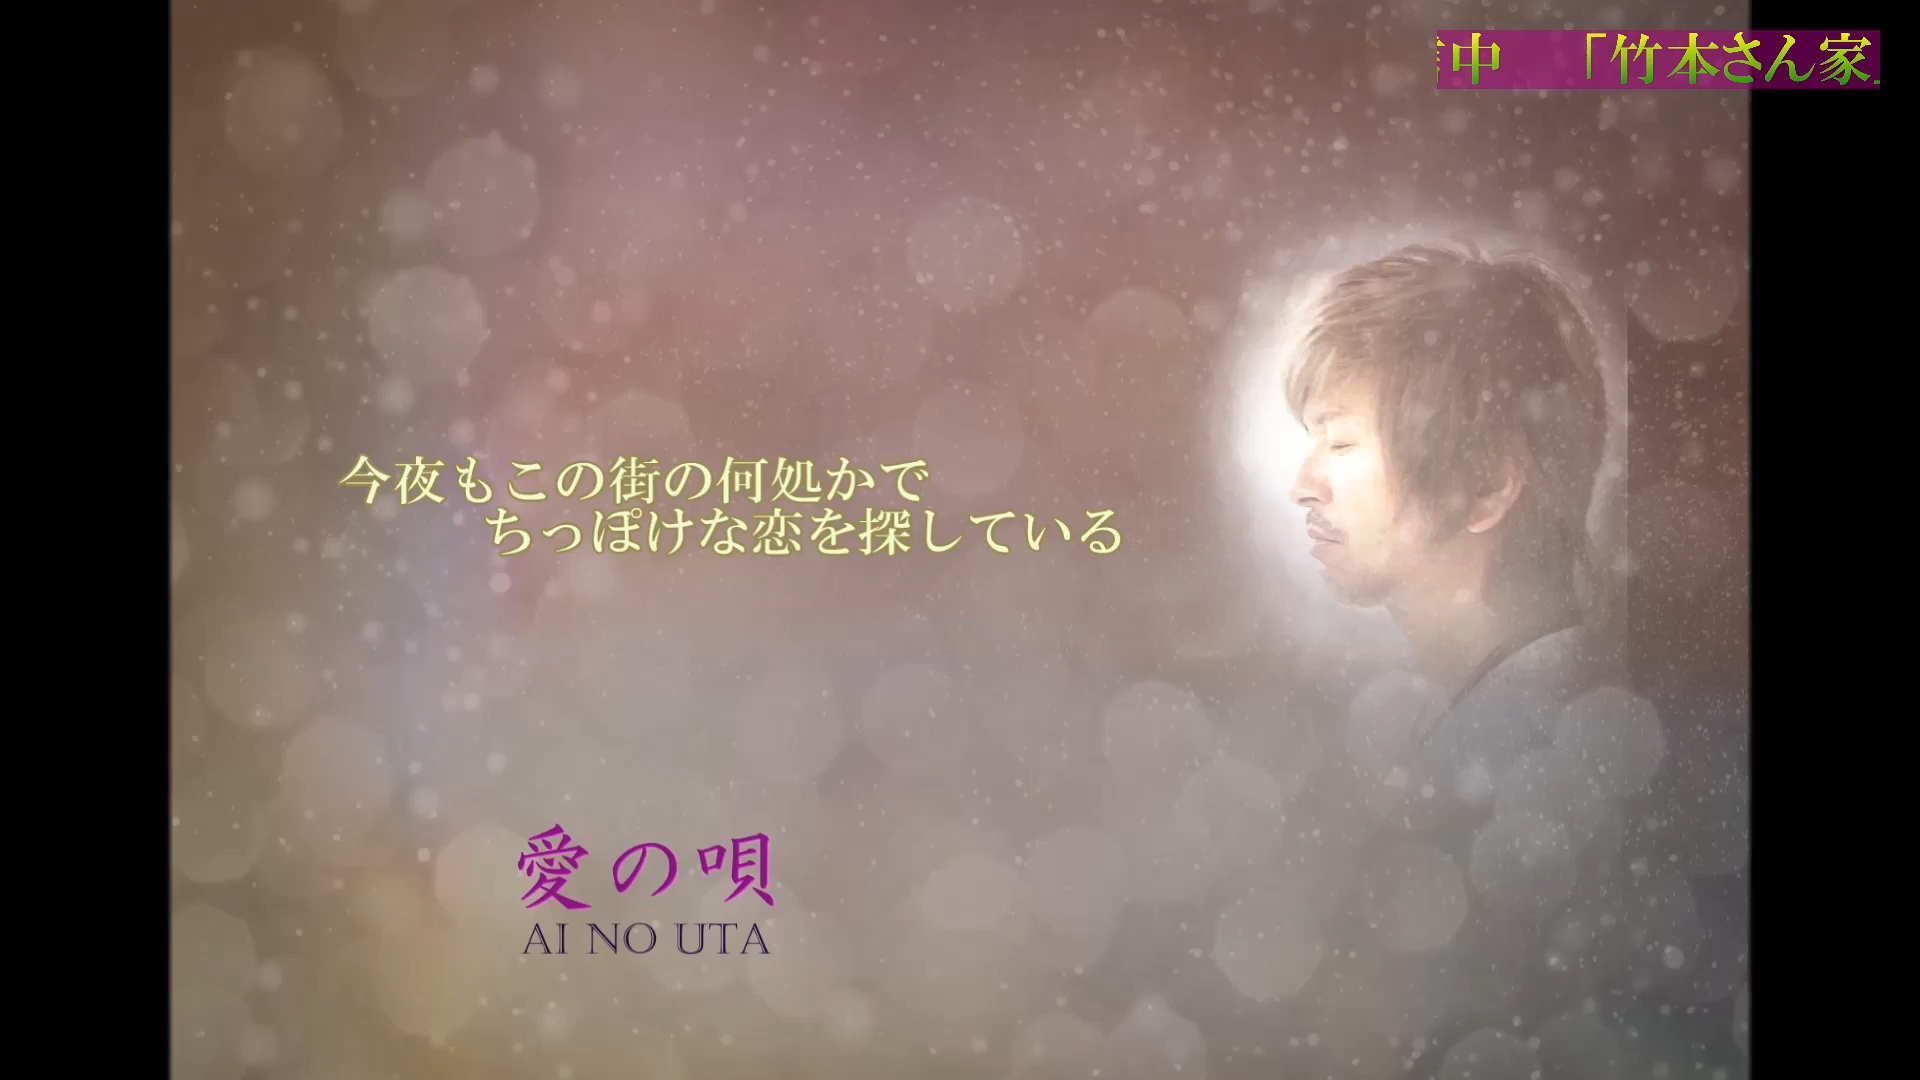 中 「竹本さん家」
今夜もこの街の何処かで
ちっぽけな恋を探している
愛の唄
AI NO UTA